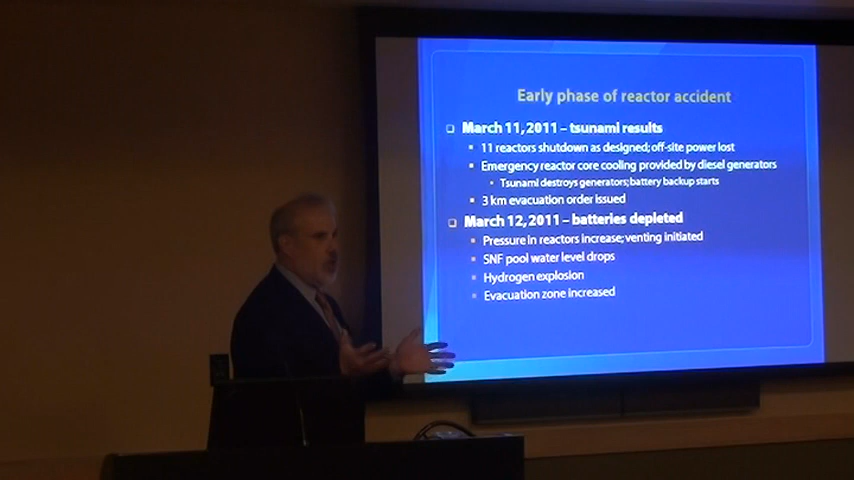 Early phase of reactor accident
March 11, 2011 – tsunami results
11 reactors shutdown as designed; off-site power lost
Emergency reactor core cooling provided by diesel generators
Tsunami destroys generators; battery backup starts
3 km evacuation order issued
March 12, 2011 – batteries depleted
Pressure in reactors increase; venting initiated
SNF pool water level drops
Hydrogen explosion
Evacuation zone increased